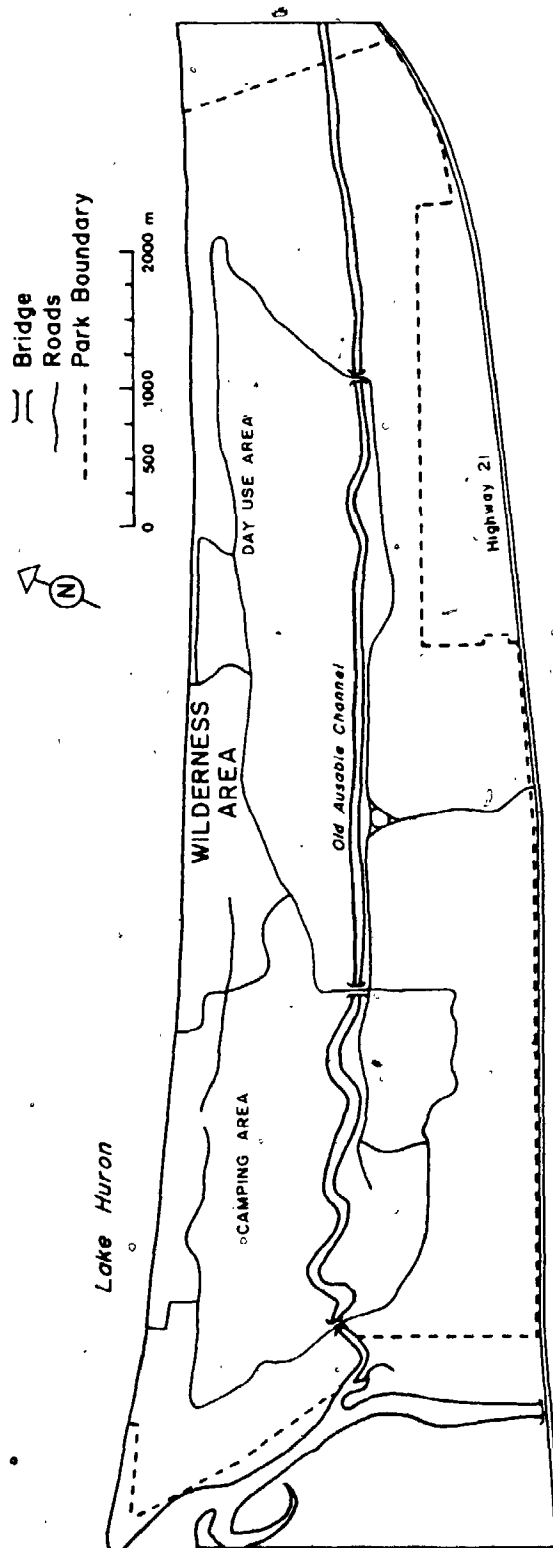 Bridge
Roads
Park Boundary
0 500 1000 2000 m
N
Lake Huron
WILDERNESS
AREA
DAY USE AREA
CAMPING AREA
Old Ausable Channel
Highway 21